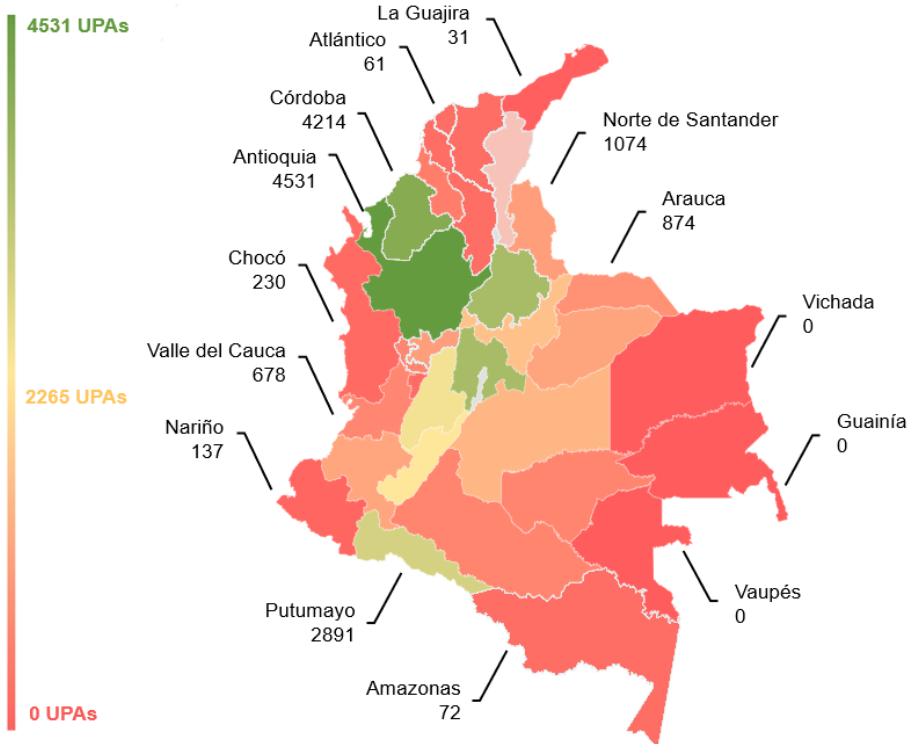 4531 UPAs
2265 UPAs
0 UPAs
La Guajira
31
Atlántico
61
Córdoba
4214
Antioquia
4531
Norte de Santander
1074
Arauca
874
Chocó
230
Vichada
0
Valle del Cauca
678
Guainía
0
Nariño
137
Vaupés
0
Putumayo
2891
Amazonas
72